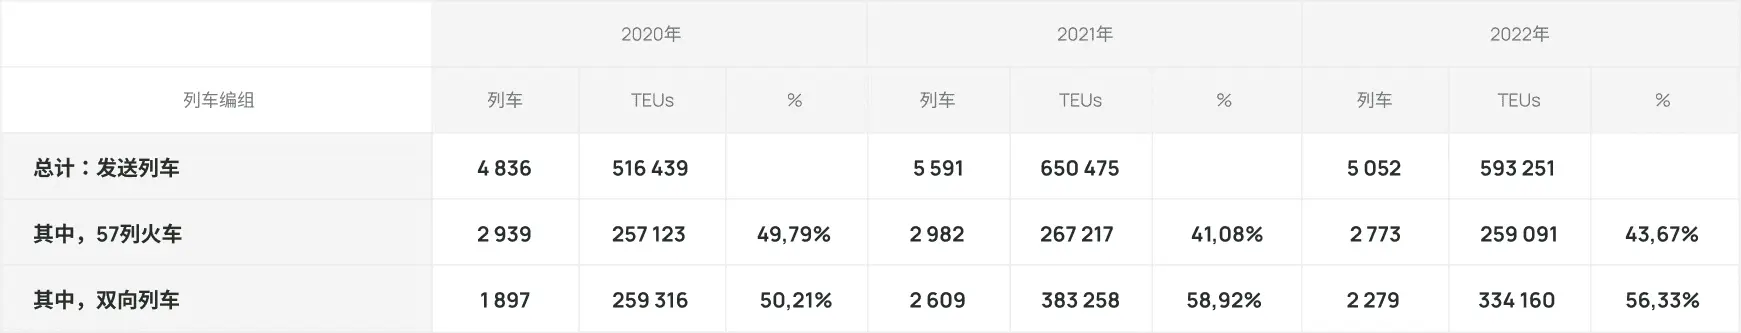 2020年 2021年 2022年
列车编组 列车 TEUs % 列车 TEUs % 列车 TEUs %
总计：发送列车 4 836 516 439 5 591 650 475 5 052 593 251
其中，57列火车 2 939 257 123 49,79% 2 982 267 217 41,08% 2 773 259 091 43,67%
其中，双向列车 1 897 259 316 50,21% 2 609 383 258 58,92% 2 279 334 160 56,33%